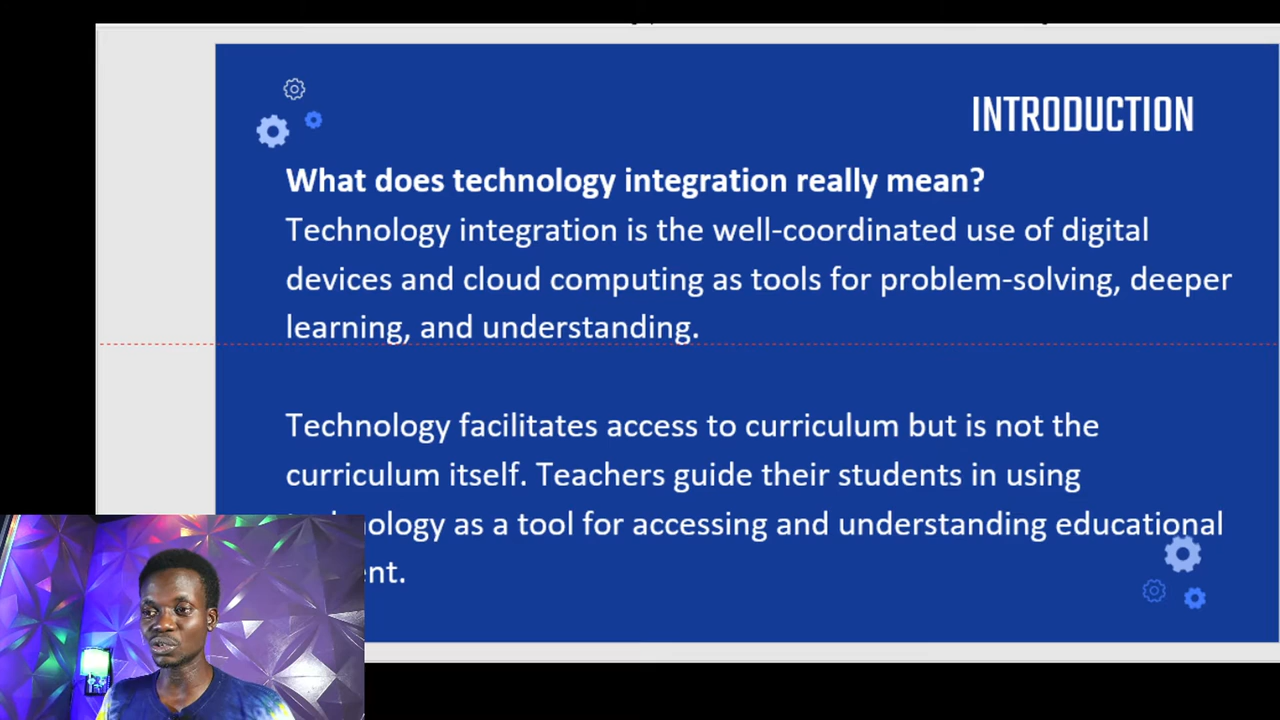 INTRODUCTION
What does technology integration really mean?
Technology integration is the well-coordinated use of digital
devices and cloud computing as tools for problem-solving, deeper
learning, and understanding.
Technology facilitates access to curriculum but is not the
curriculum itself. Teachers guide their students in using
as a tool for accessing and understanding educational